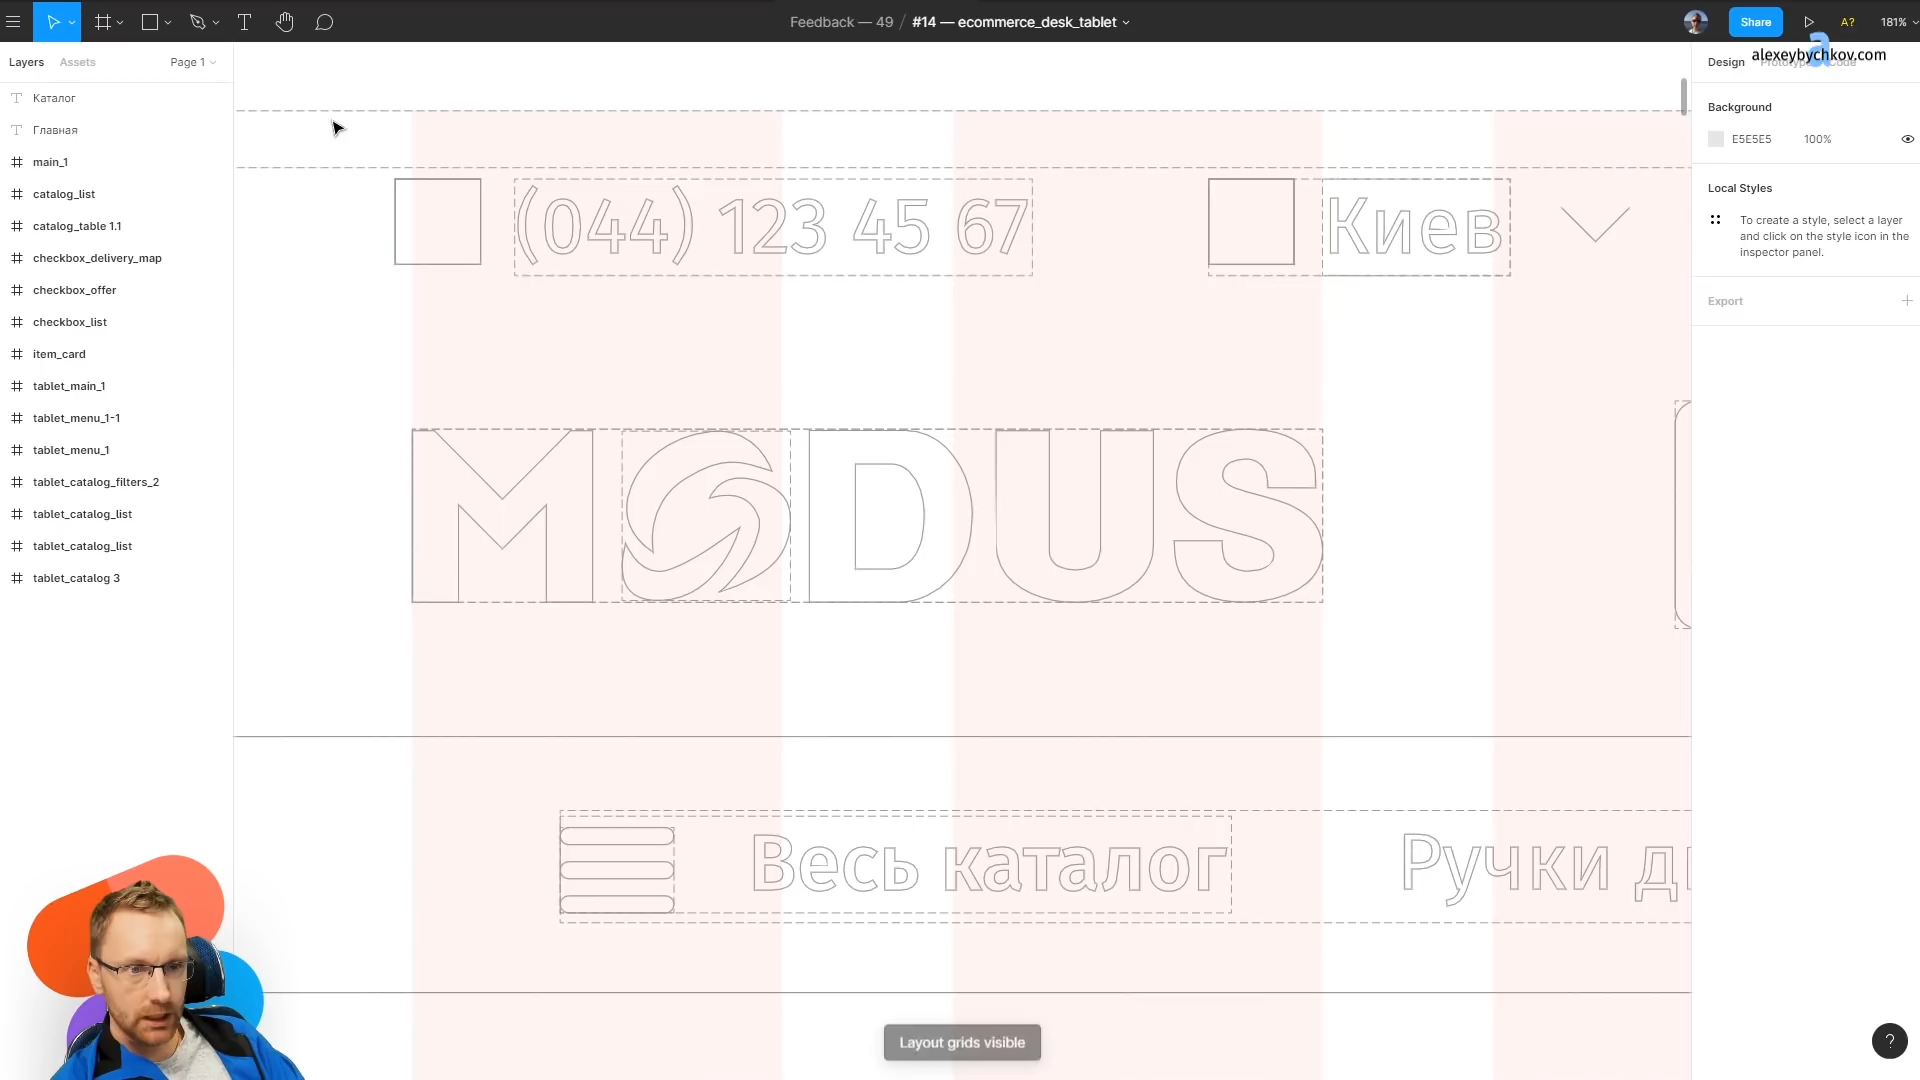 Feedback — 49 / #14 — ecommerce_desk_tablet
Share
A?
181%
alexeybychkov.com
Layers
Assets
Page 1
Design
Каталог
Главная
main_1
catalog_list
catalog_table 1.1
checkbox_delivery_map
checkbox_offer
checkbox_list
item_card
tablet_main_1
tablet_menu_1-1
tablet_menu_1
tablet_catalog_filters_2
tablet_catalog_list
tablet_catalog_list
tablet_catalog 3
(044) 123 45 67
Киев
MODUS
Весь каталог
Ручки
Layout grids visible
Background
E5E5E5
100%
Local Styles
To create a style, select a layer
and click on the style icon in the
inspector panel.
Export
?